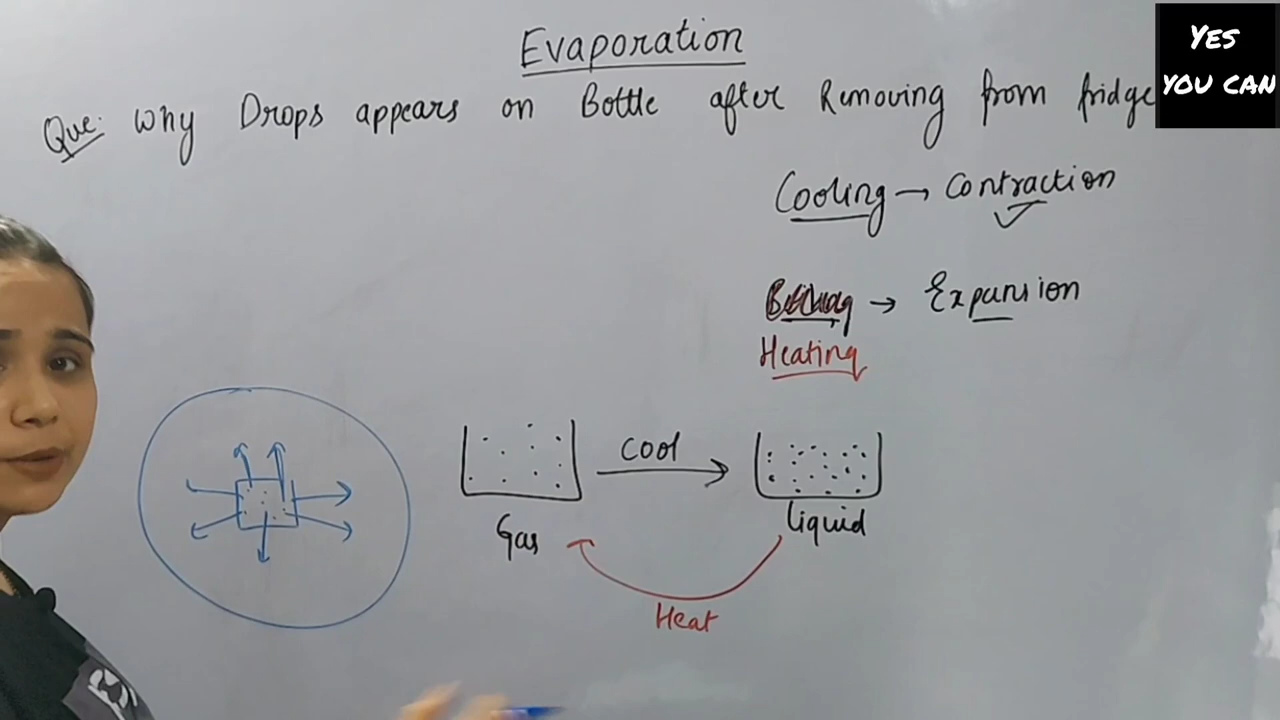 Evaporation
YES
YOU CAN
Que: Why Drops appears on Bottle after Removing from fridge
Cooling → Contraction
→ Expansion
Heating
Cool
Gas
liquid
Heat